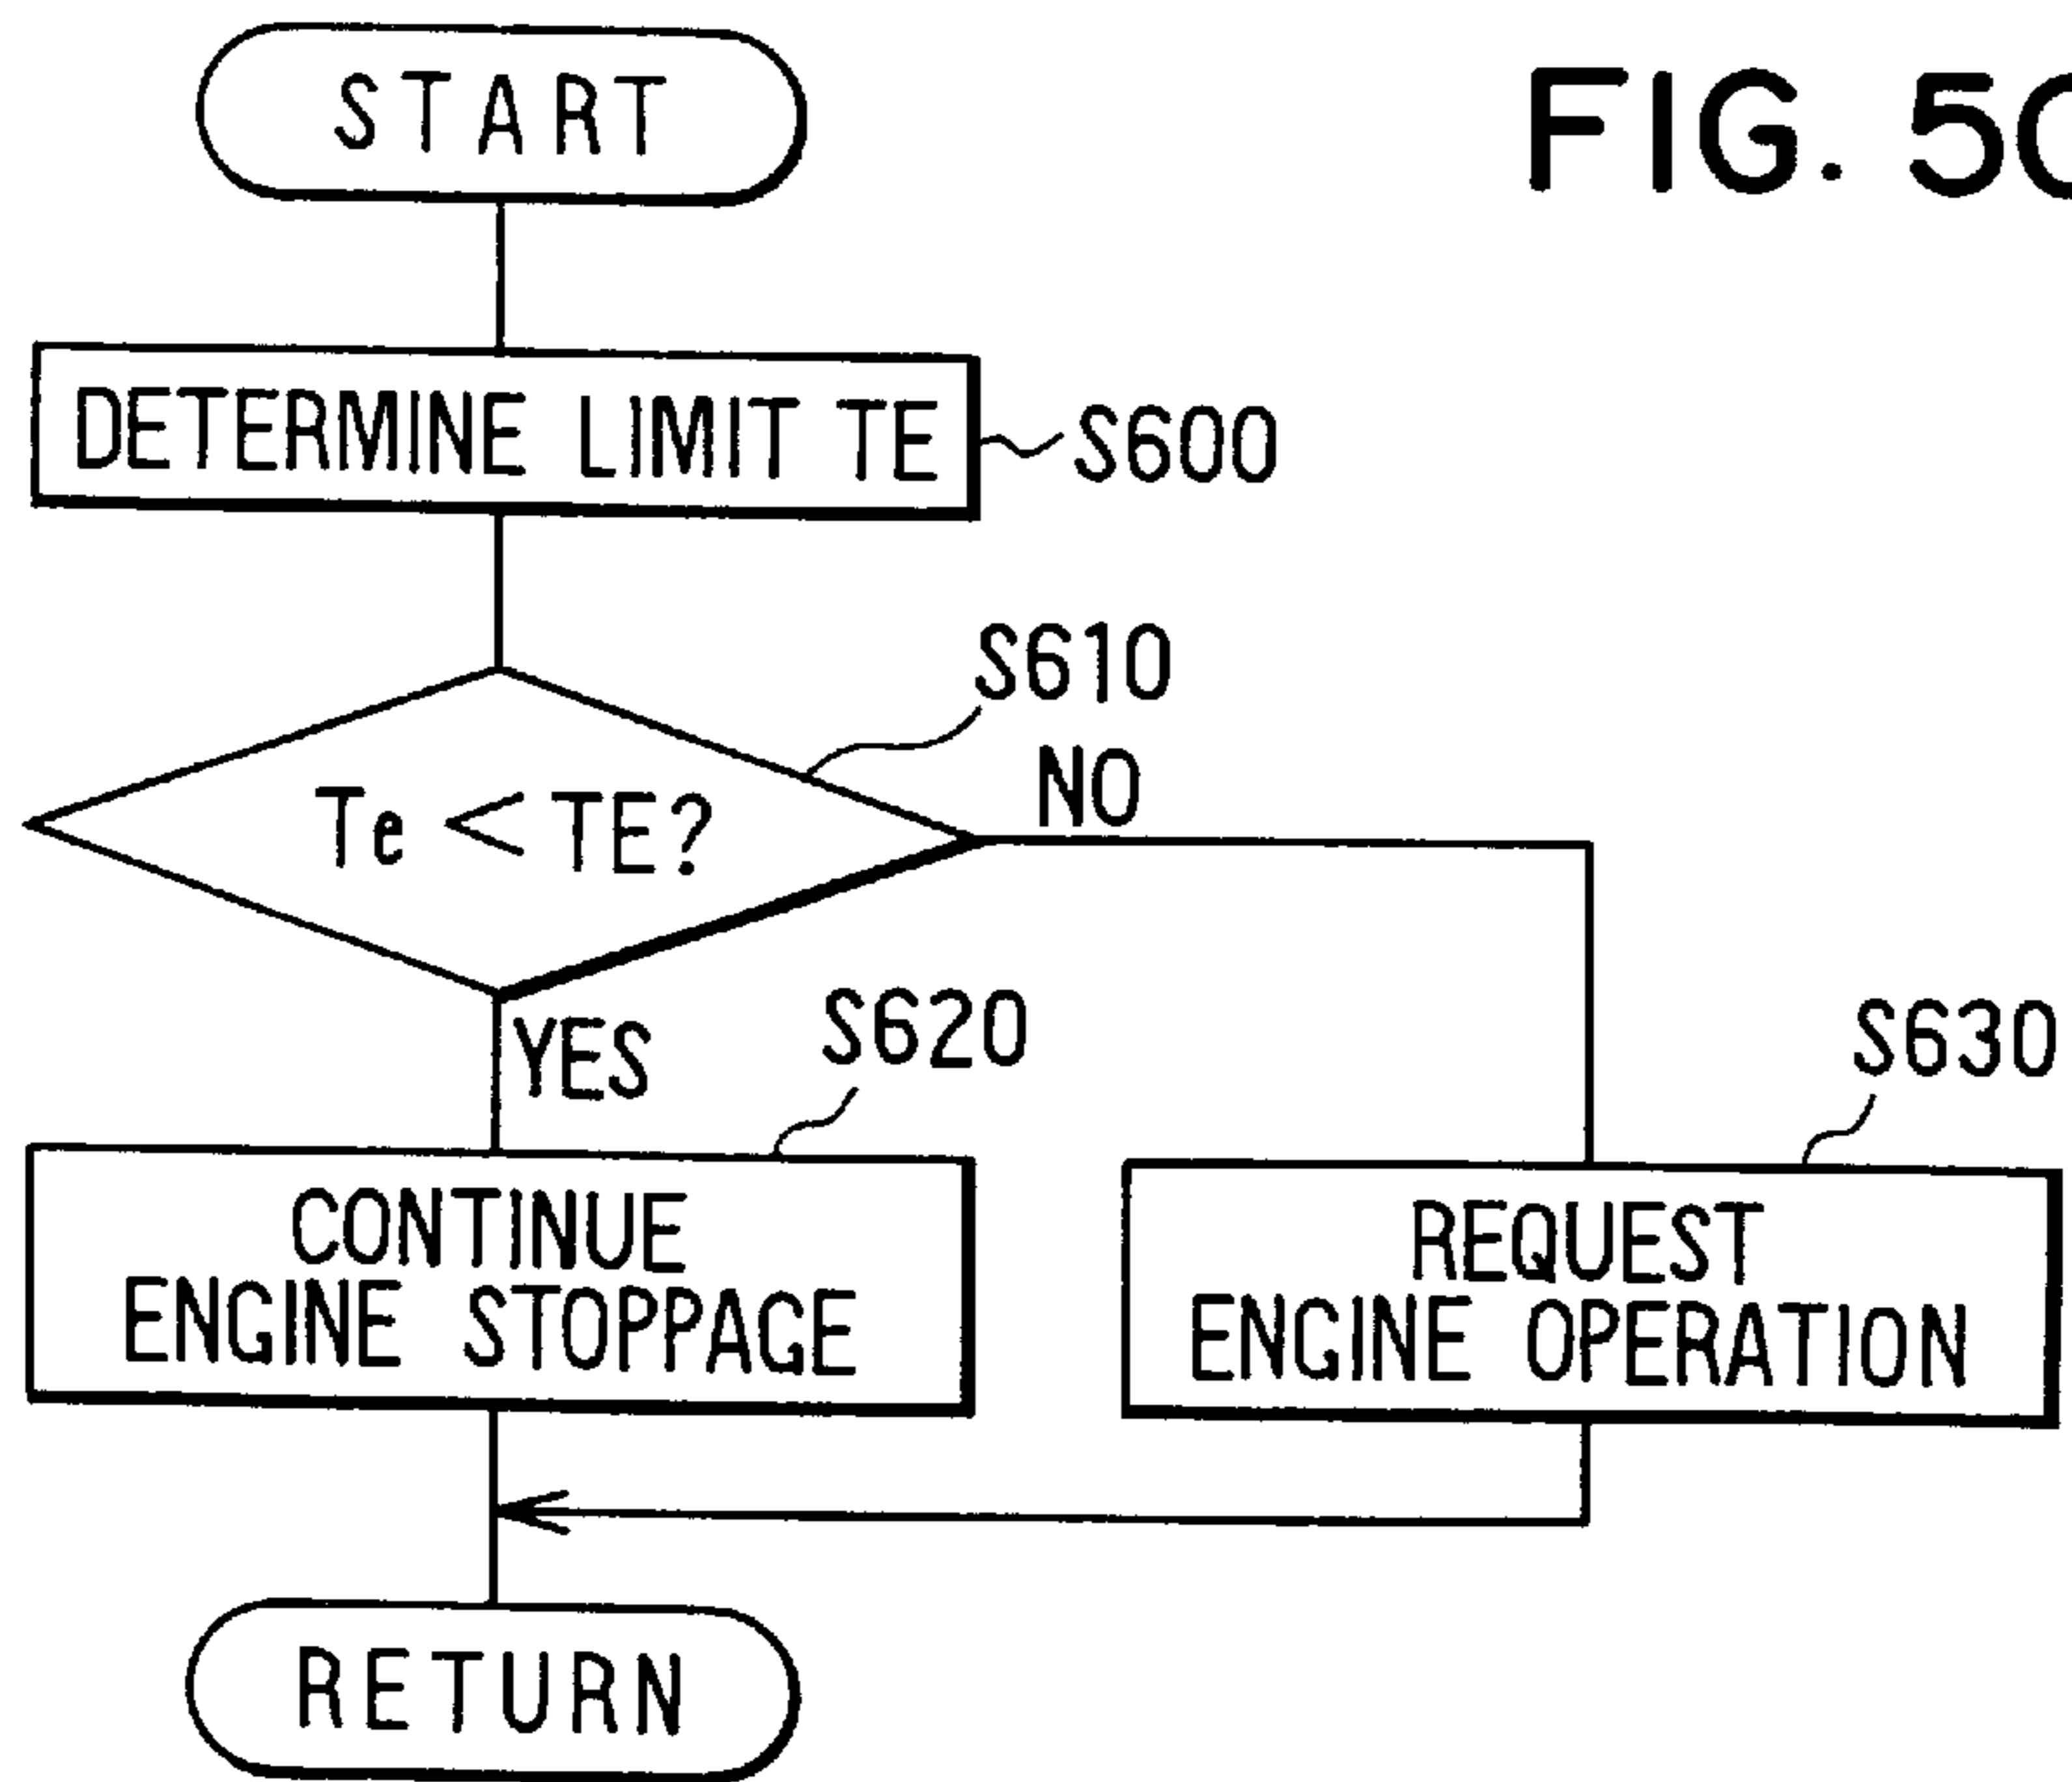 START
FIG. 5
DETERMINE LIMIT TE
S600
S610
NO
Te < TE?
YES
S620
S630
CONTINUE
ENGINE STOPPAGE
REQUEST
ENGINE OPERATION
RETURN